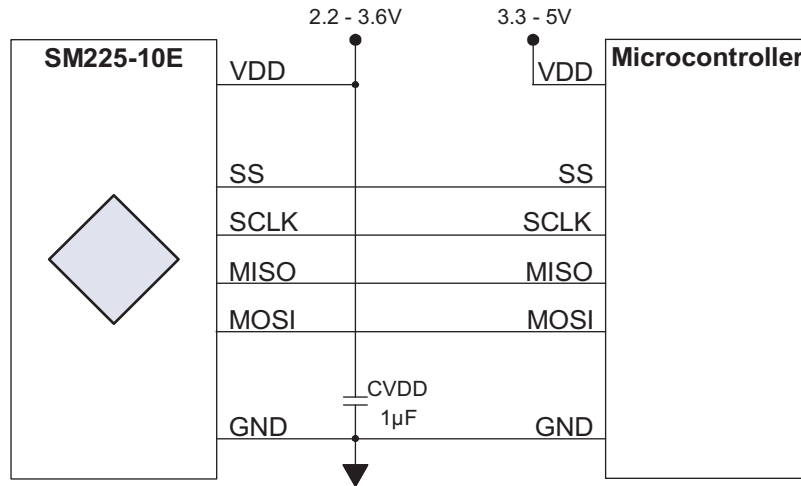 2.2 - 3.6V
3.3 - 5V
SM225-10E
Microcontroller
VDD
VDD
SS
SS
SCLK
SCLK
MISO
MISO
MOSI
MOSI
CVDD
1µF
GND
GND